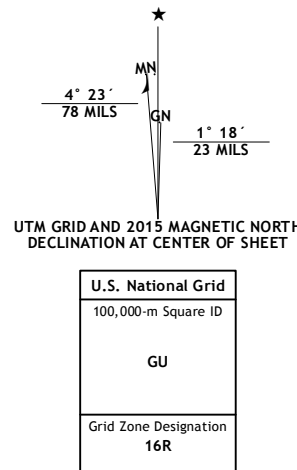 ★
MN
4° 23´
78 MILS
GN
1° 18´
23 MILS
UTM GRID AND 2015 MAGNETIC NORTH
DECLINATION AT CENTER OF SHEET
U.S. National Grid
100,000-m Square ID
GU
Grid Zone Designation
16R